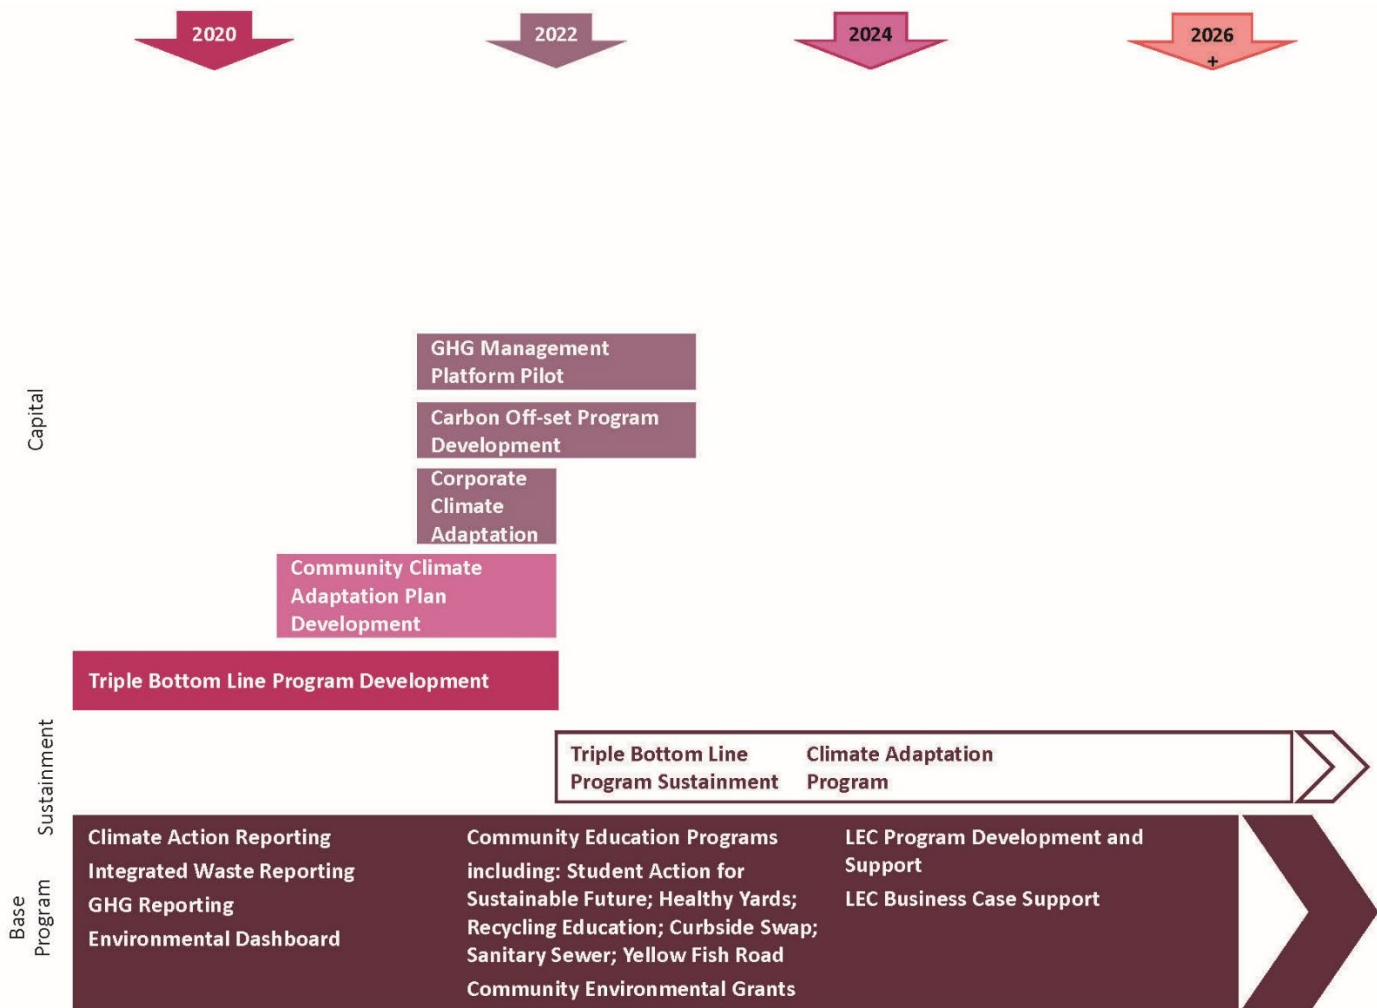 2020
2022
2024
2026
+
Capital
GHG Management
Platform Pilot
Carbon Off-set Program
Development
Corporate
Climate
Adaptation
Community Climate
Adaptation Plan
Development
Triple Bottom Line Program Development
Sustainment
Triple Bottom Line
Program Sustainment
Climate Adaptation
Program
Base
Program
Climate Action Reporting
Integrated Waste Reporting
GHG Reporting
Environmental Dashboard
Community Education Programs
including: Student Action for
Sustainable Future; Healthy Yards;
Recycling Education; Curbside Swap;
Sanitary Sewer; Yellow Fish Road
Community Environmental Grants
LEC Program Development and
Support
LEC Business Case Support